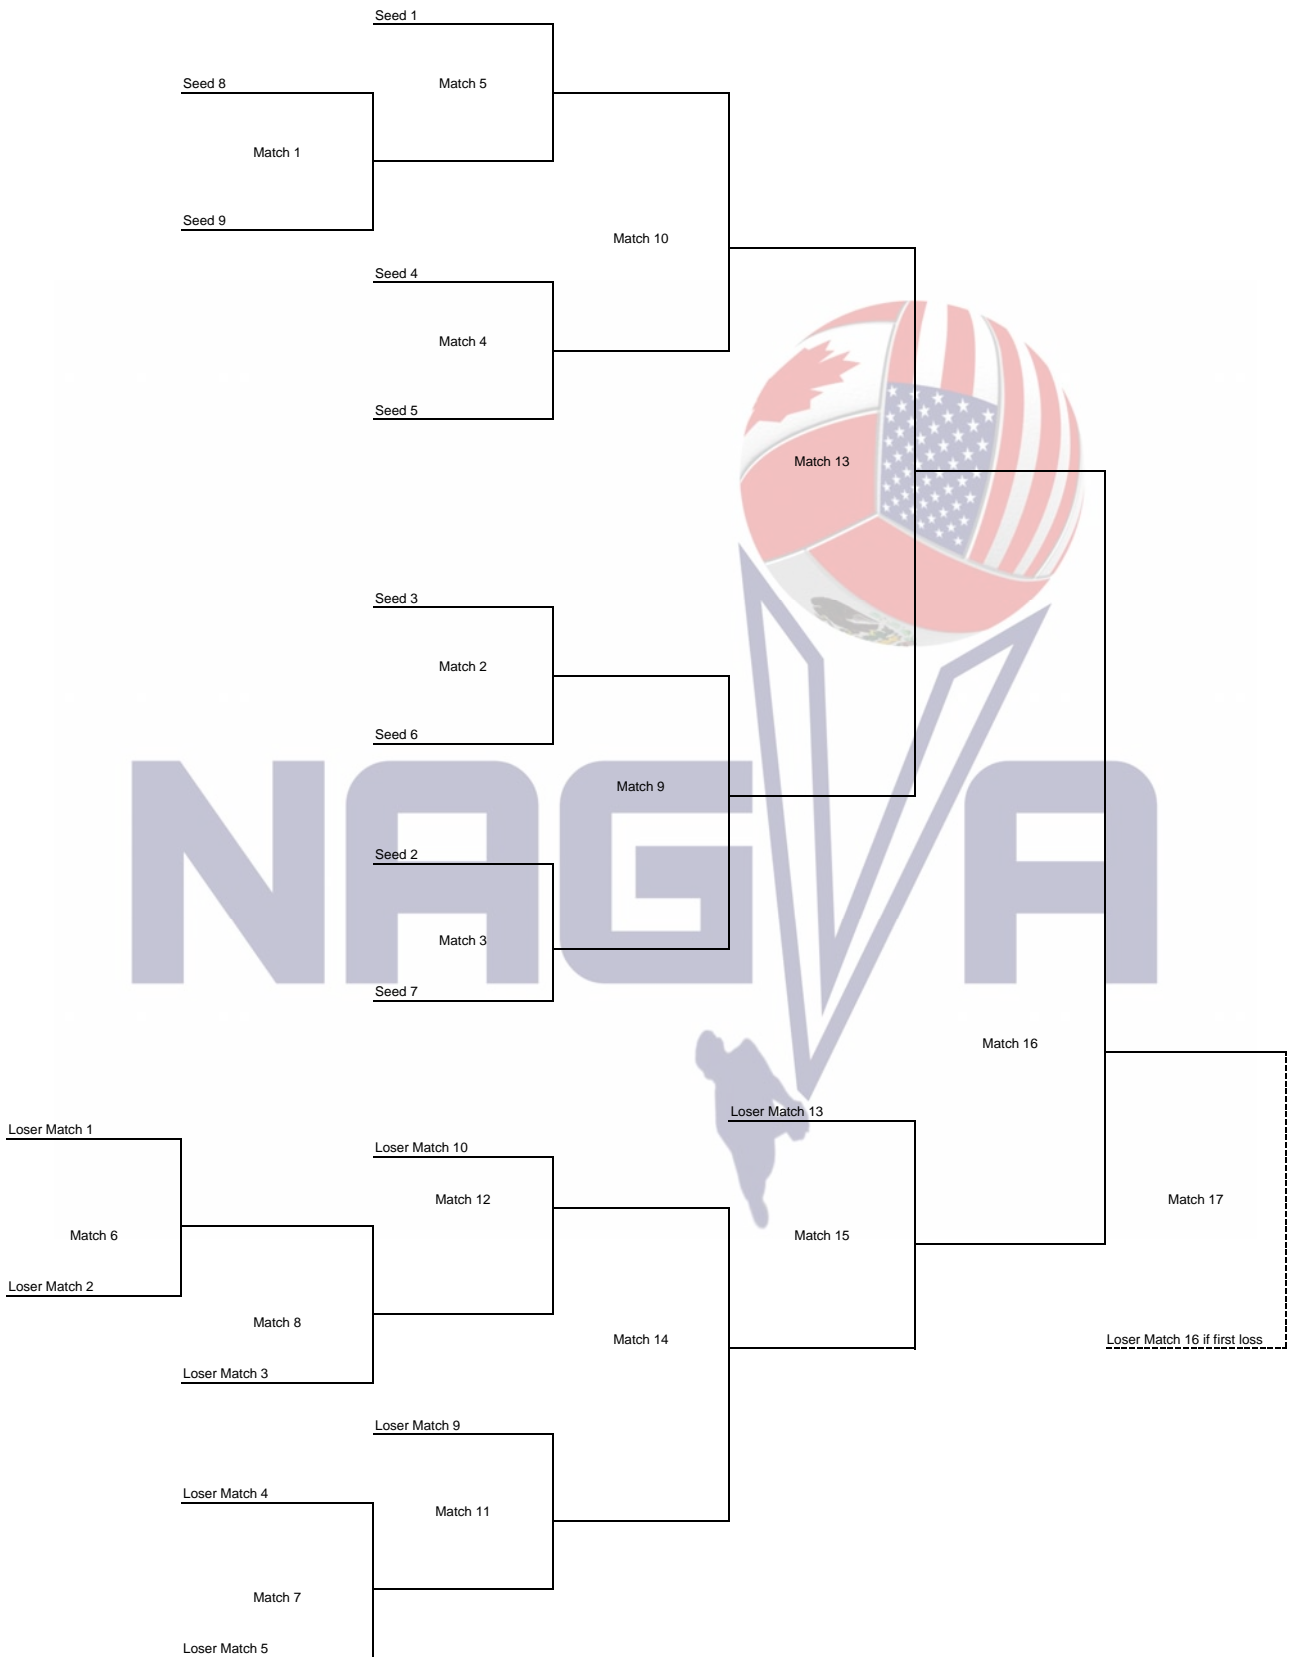 Seed 1
Seed 8
Match 5
Match 1
Seed 9
Match 10
Seed 4
Match 4
Seed 5
Match 13
Seed 3
Match 2
Seed 6
Match 9
NAGVA
Seed 2
Match 3
Seed 7
Match 16
Loser Match 13
Loser Match 1
Loser Match 10
Match 12
Match 17
Match 6
Match 15
Loser Match 2
Match 8
Match 14
Loser Match 16 if first loss
Loser Match 3
Loser Match 9
Loser Match 4
Match 11
Match 7
Loser Match 5